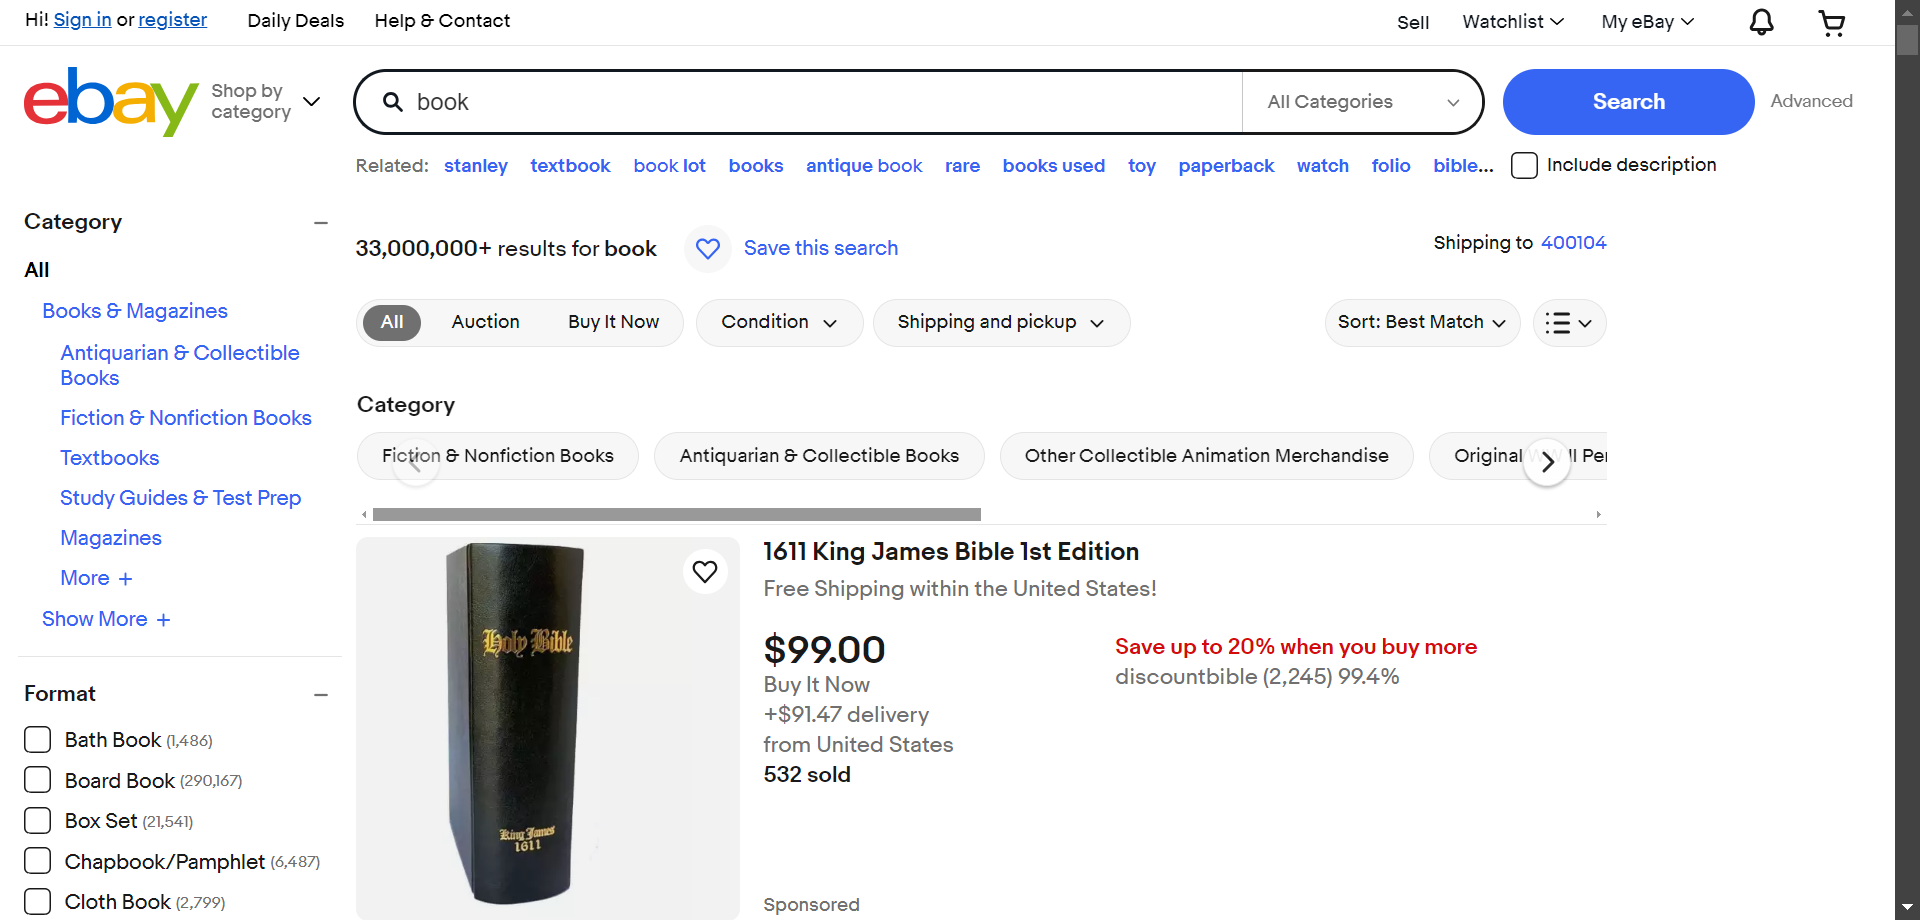 Hi! Sign in or register
Daily Deals
Help & Contact
Sell
Watchlist
My eBay
ebay
Shop by
category
book
All Categories
Search
Advanced
Related: stanley textbook book lot books antique book rare books used toy paperback watch folio bible...
Include description
Category
All
Books & Magazines
Antiquarian & Collectible
Books
Fiction & Nonfiction Books
Textbooks
Study Guides & Test Prep
Magazines
More +
Show More +
Format
Bath Book (1,486)
Board Book (290,167)
Box Set (21,541)
Chapbook/Pamphlet (6,487)
Cloth Book (2,799)
33,000,000+ results for book
Save this search
Shipping to 400104
All
Auction
Buy It Now
Condition
Shipping and pickup
Sort: Best Match
Category
Fiction & Nonfiction Books
Antiquarian & Collectible Books
Other Collectible Animation Merchandise
Original
Holy Bible
King James
1611
1611 King James Bible 1st Edition
Free Shipping within the United States!
$99.00
Buy It Now
+$91.47 delivery
from United States
532 sold
Save up to 20% when you buy more
discountbible (2,245) 99.4%
Sponsored